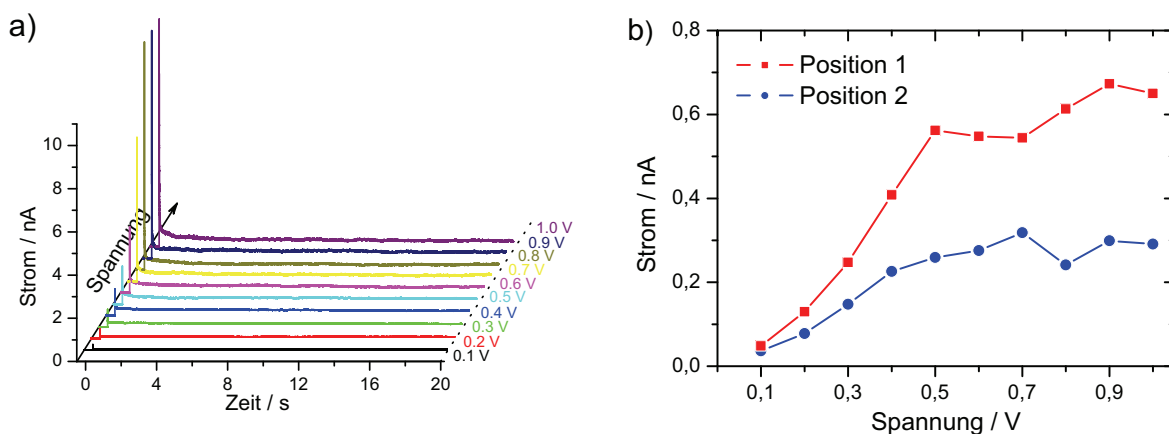 a)
Strom / nA
10
8
6
4
2
0
Spannung
1.0 V
0.9 V
0.8 V
0.7 V
0.6 V
0.5 V
0.4 V
0.3 V
0.2 V
0.1 V
0 4 8 12 16 20
Zeit / s
b)
Strom / nA
0,8
0,6
0,4
0,2
0,0
Position 1
Position 2
0,1 0,3 0,5 0,7 0,9
Spannung / V